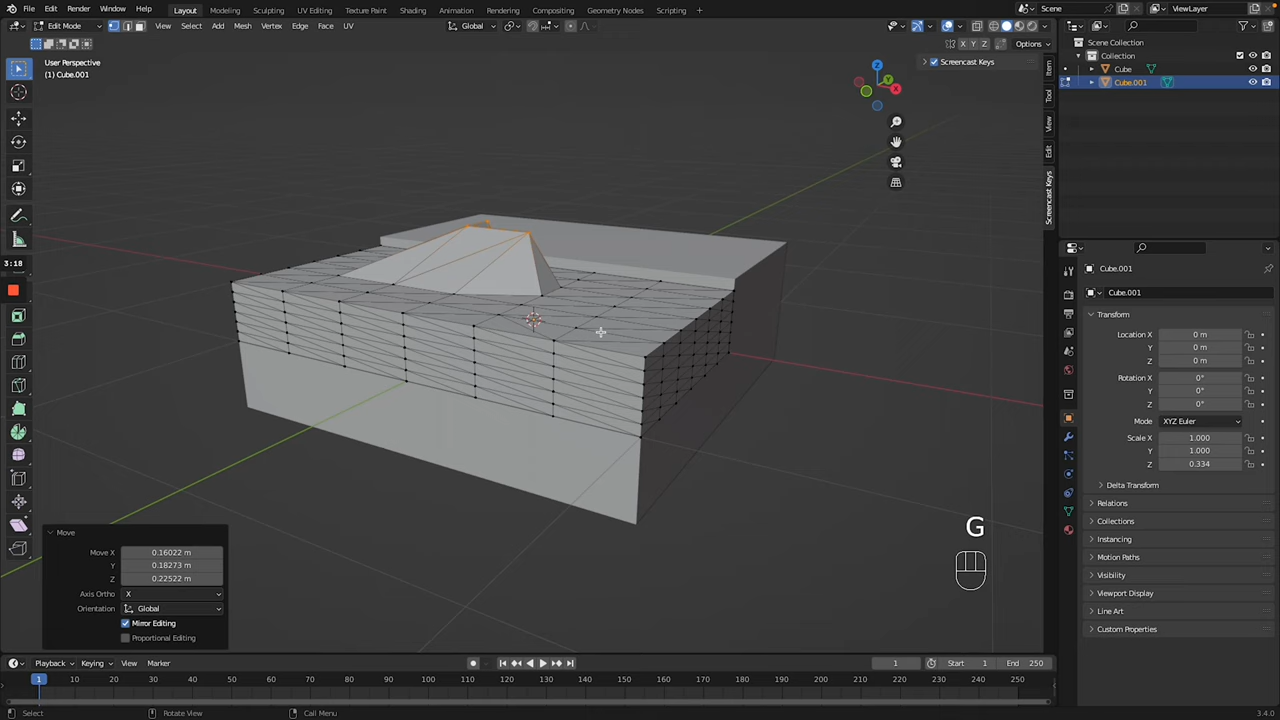 File Edit Render Window Help Layout Modeling Sculpting UV Editing Texture Paint Shading Animation Rendering Compositing Geometry Nodes Scripting Scene ViewLayer
Edit Mode View Select Add Mesh Vertex Edge Face UV Global
X Y Z Options
User Perspective
(1) Cube.001
Screencast Keys
Item
Tool
View
Edit
Screencast Keys
X
Y
Z
3:18
G
Move
Move X 0.16022 m
Y 0.18273 m
Z 0.22522 m
Axis Ortho X
Orientation Global
Mirror Editing
Proportional Editing
Scene Collection
Collection
Cube
Cube.001
Cube.001
Cube.001
Transform
Location X 0 m
Y 0 m
Z 0 m
Rotation X 0°
Y 0°
Z 0°
Mode XYZ Euler
Scale X 1.000
Y 1.000
Z 0.334
Delta Transform
Relations
Collections
Instancing
Motion Paths
Visibility
Viewport Display
Line Art
Custom Properties
Playback Keying View Marker 1 Start 1 End 250
1 10 20 30 40 50 60 70 80 90 100 110 120 130 140 150 160 170 180 190 200 210 220 230 240 250
Select Rotate View Call Menu 3.4.0